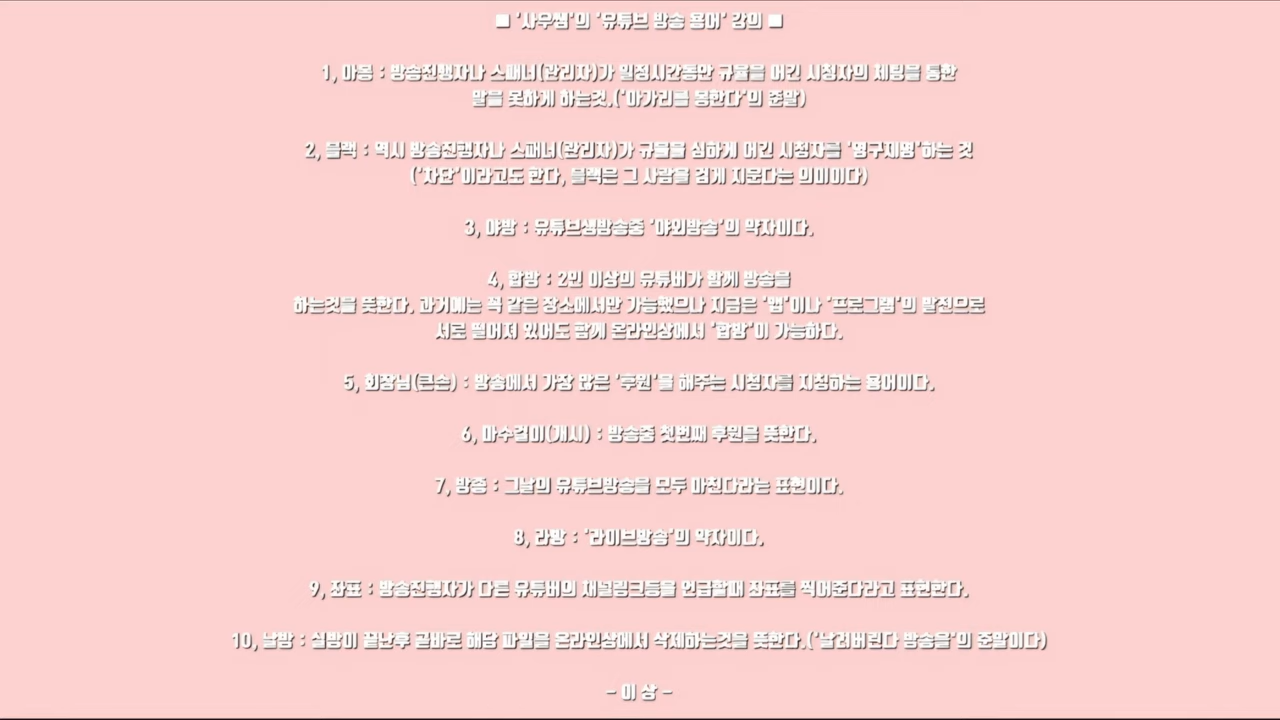 ■ '사무쌤'의 '유튜브 방송 용어' 강의 ■
1, 아봉 : 방송진행자나 스패너(관리자)가 일정시간동안 규율을 어긴 시청자의 채팅을 통한
말을 못하게 하는것.('아가리를 봉한다'의 준말)
2, 블랙 : 역시 방송진행자나 스패너(관리자)가 규율을 심하게 어긴 시청자를 '영구제명'하는 것
('차단'이라고도 한다, 블랙은 그 사람을 검게 지운다는 의미이다)
3, 야방 : 유튜브생방송중 '야외방송'의 약자이다.
4, 합방 : 2인 이상의 유튜버가 함께 방송을
하는것을 뜻한다. 과거에는 꼭 같은 장소에서만 가능했으나 지금은 '앱'이나 '프로그램'의 발전으로
서로 떨어져 있어도 함께 온라인상에서 '합방'이 가능하다.
5, 회장님(큰손) : 방송에서 가장 많은 '후원'을 해주는 시청자를 지칭하는 용어이다.
6, 마수걸이(개시) : 방송중 첫번째 후원을 뜻한다.
7, 방종 : 그날의 유튜브방송을 모두 마친다라는 표현이다.
8, 라방 : '라이브방송'의 약자이다.
9, 좌표 : 방송진행자가 다른 유튜버의 채널링크등을 언급할때 좌표를 찍어준다라고 표현한다.
10, 날방 : 실방이 끝난후 곧바로 해당 파일을 온라인상에서 삭제하는것을 뜻한다.('날려버린다 방송을'의 준말이다)
- 이 상 -